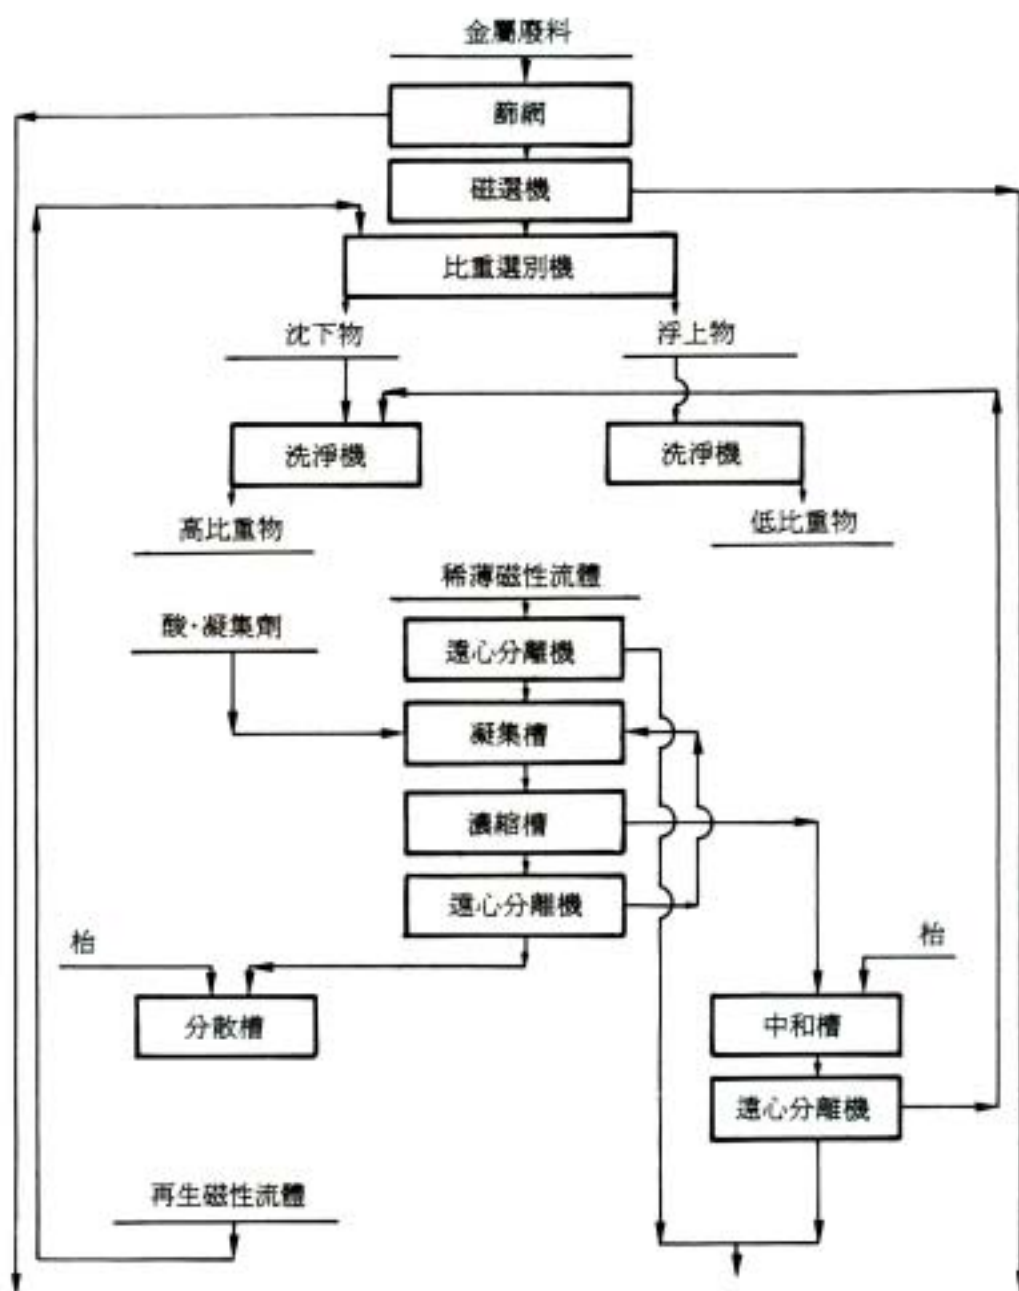 金屬廢料
篩網
磁選機
比重選別機
沈下物
浮上物
洗淨機
洗淨機
高比重物
低比重物
稀薄磁性流體
酸·凝集劑
遠心分離機
凝集槽
濃縮槽
遠心分離機
枱
枱
分散槽
中和槽
遠心分離機
再生磁性流體